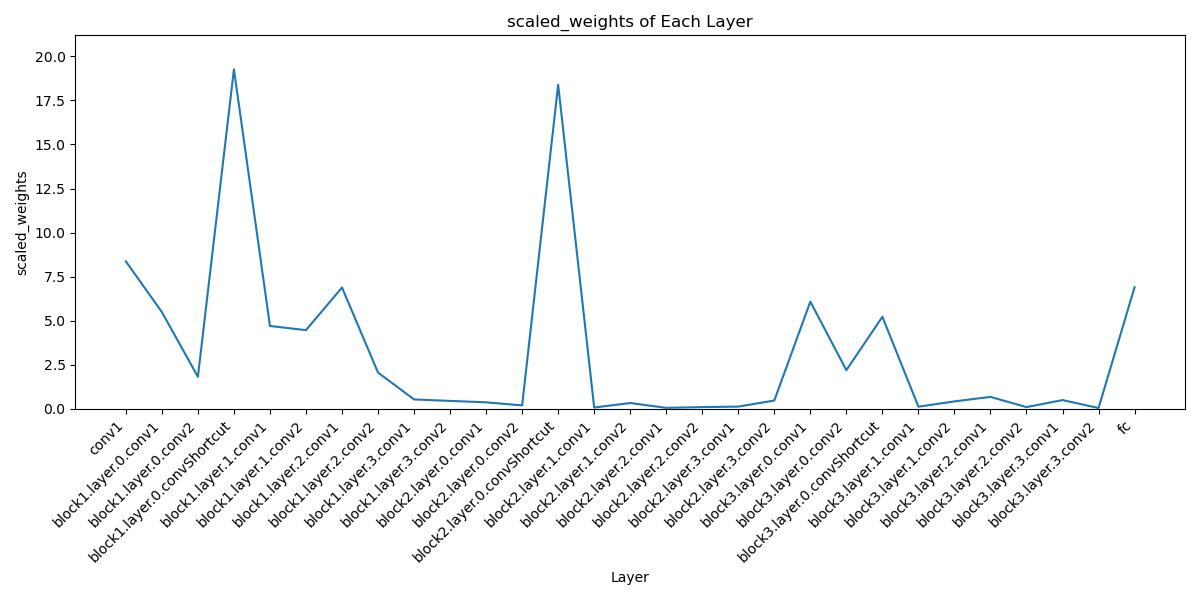 scaled_weights of Each Layer
scaled_weights
20.0
17.5
15.0
12.5
10.0
7.5
5.0
2.5
0.0
conv1
block1.layer.0.conv1
block1.layer.0.conv2
block1.layer.0.convShortcut
block1.layer.1.conv1
block1.layer.1.conv2
block1.layer.2.conv1
block1.layer.2.conv2
block1.layer.3.conv1
block1.layer.3.conv2
block2.layer.0.conv1
block2.layer.0.conv2
block2.layer.0.convShortcut
block2.layer.1.conv1
block2.layer.1.conv2
block2.layer.2.conv1
block2.layer.2.conv2
block2.layer.3.conv1
block2.layer.3.conv2
block3.layer.0.conv1
block3.layer.0.conv2
block3.layer.0.convShortcut
block3.layer.1.conv1
block3.layer.1.conv2
block3.layer.2.conv1
block3.layer.2.conv2
block3.layer.3.conv1
block3.layer.3.conv2
fc
Layer